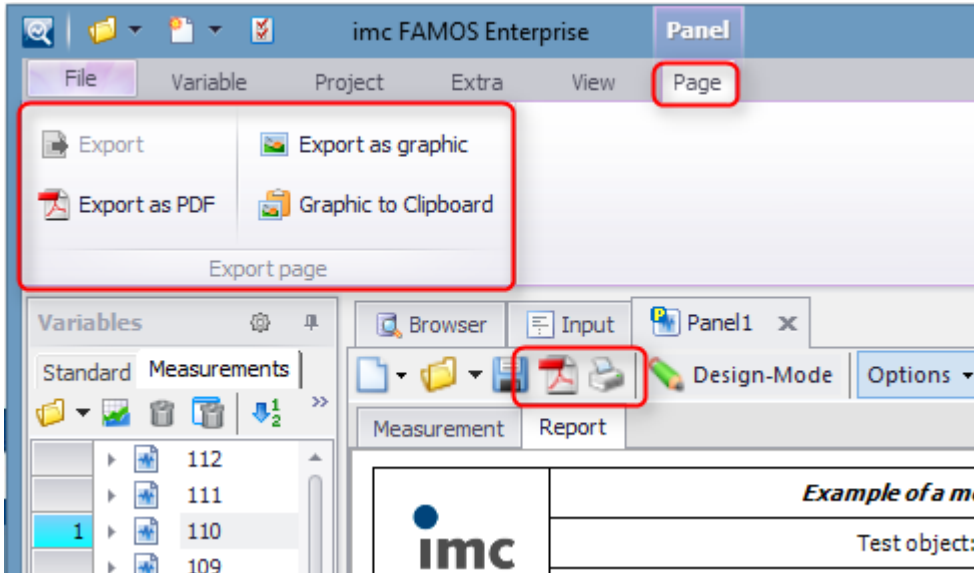 imc FAMOS Enterprise Panel
File Variable Project Extra View Page
Export Export as graphic
Export as PDF Graphic to Clipboard
Export page
Variables Browser Input Panel1
Standard Measurements Design-Mode Options
Measurement Report
112
111
1 110
109
Example of a
Test object:
imc